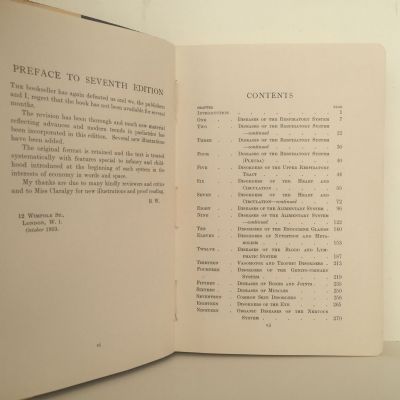 PREFACE TO SEVENTH EDITION
THE bookseller has again defeated us and we, the publishers
and I, regret that the book has not been available for several
months.
The revision has been thorough and much new material
reflecting advances and modern trends in pædiatrics has
been incorporated in this edition. Several new illustrations
have been added.
The original format is retained and the text is treated
systematically with features special to infancy and child-
hood introduced at the beginning of each system in the
interests of economy in words and space.
My thanks are due to many kindly reviewers and critics
and to Miss for new illustrations and proof reading.
12 WIMPOLE ST.,
LONDON, W. 1.
October 1953.
vi
CONTENTS
CHAPTER PAGE
INTRODUCTION 1
ONE DISEASES OF THE RESPIRATORY SYSTEM 7
TWO DISEASES OF THE RESPIRATORY SYSTEM
—continued 22
THREE DISEASES OF THE RESPIRATORY SYSTEM
—continued 36
FOUR DISEASES OF THE RESPIRATORY SYSTEM
(PLEURA) 46
FIVE DISORDERS OF THE UPPER RESPIRATORY
TRACT 44
SIX DISEASES OF THE HEART AND
CIRCULATION 55
SEVEN DISEASES OF THE HEART AND
CIRCULATION—continued 72
EIGHT DISEASES OF THE ALIMENTARY SYSTEM 96
NINE DISEASES OF THE ALIMENTARY SYSTEM
—continued 122
TEN DISORDERS OF THE ENDOCRINE GLANDS 140
ELEVEN DISORDERS OF NUTRITION AND META-
BOLISM 163
TWELVE DISEASES OF THE BLOOD AND LYM-
PHATIC SYSTEM 187
THIRTEEN VASOMOTOR AND TROPHIC DISORDERS 213
FOURTEEN DISORDERS OF THE GENITO-URINARY
SYSTEM 219
FIFTEEN DISEASES OF BONES AND JOINTS 235
SIXTEEN DISEASES OF MUSCLES 250
SEVENTEEN COMMON SKIN DISORDERS 256
EIGHTEEN DISORDERS OF THE EYE 265
NINETEEN ORGANIC DISEASES OF THE NERVOUS
SYSTEM 270